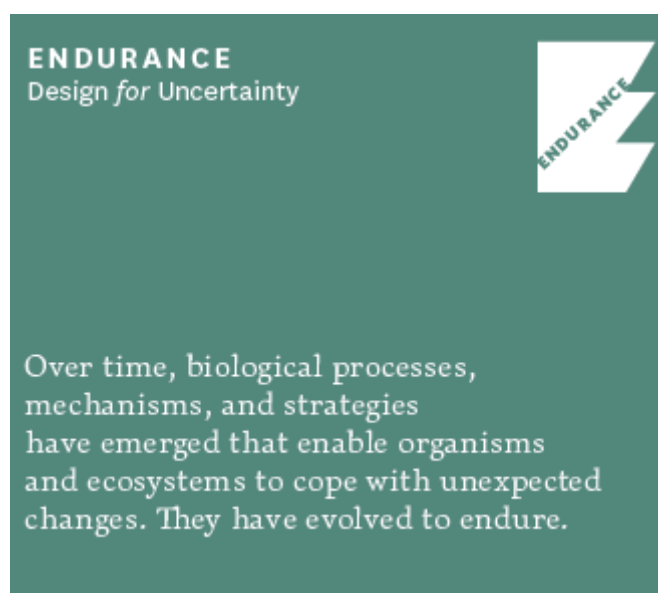 ENDURANCE
Design for Uncertainty
ENDURANCE
Over time, biological processes,
mechanisms, and strategies
have emerged that enable organisms
and ecosystems to cope with unexpected
changes. They have evolved to endure.